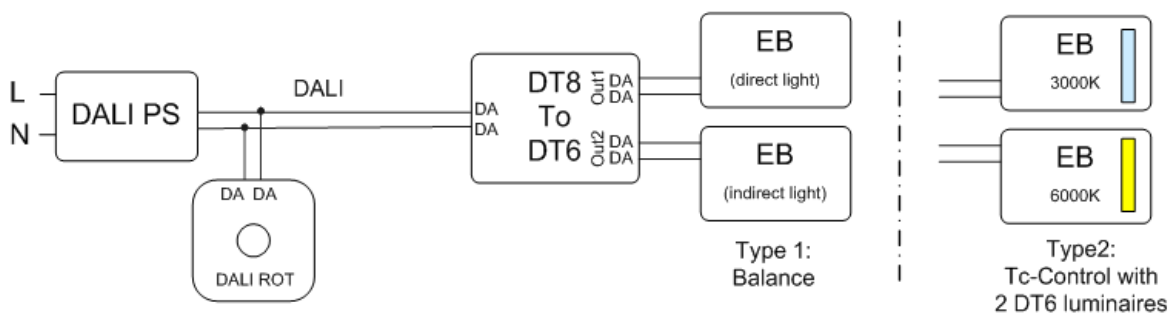 L
N
DALI PS
DALI
DA DA
DALI ROT
DA
DA
DT8
To
DT6
Out1
DA
DA
Out2
DA
DA
EB
(direct light)
EB
(indirect light)
Type 1:
Balance
EB
3000K
EB
6000K
Type2:
Tc-Control with
2 DT6 luminaires